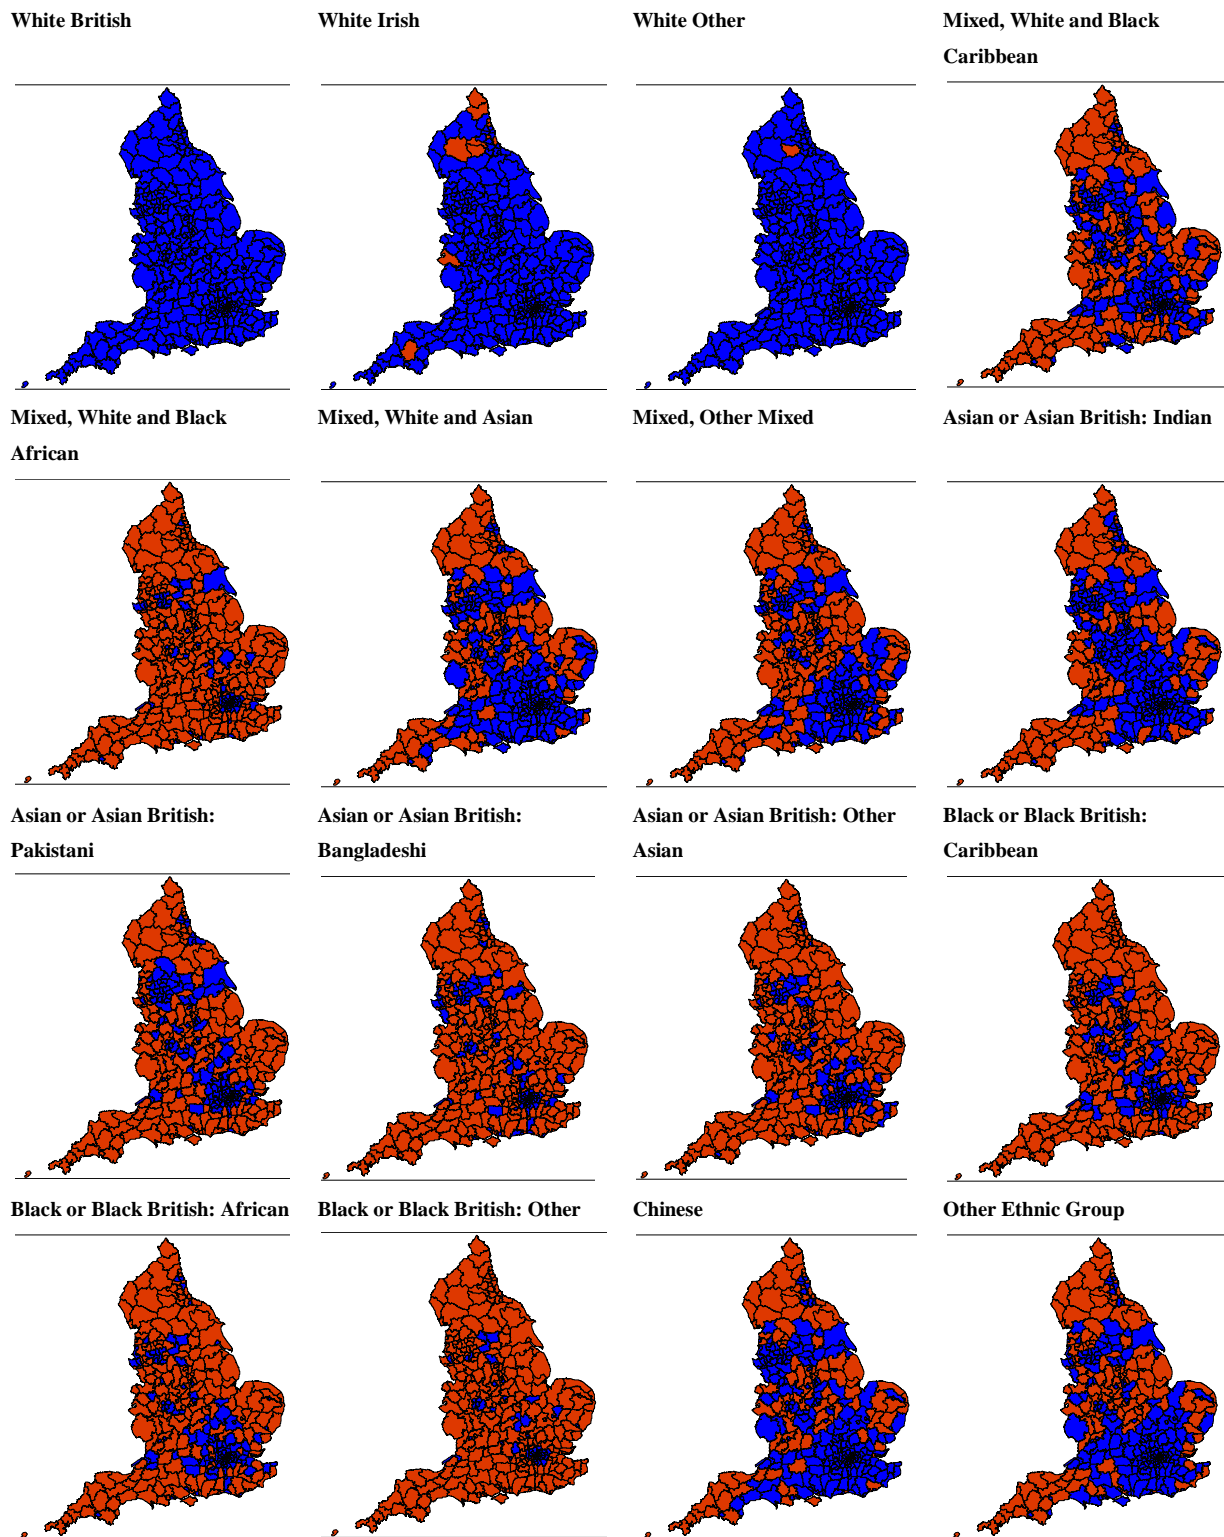 White British
White Irish
White Other
Mixed, White and Black
Caribbean
Mixed, White and Black
African
Mixed, White and Asian
Mixed, Other Mixed
Asian or Asian British: Indian
Asian or Asian British:
Pakistani
Asian or Asian British:
Bangladeshi
Asian or Asian British: Other
Asian
Black or Black British:
Caribbean
Black or Black British: African
Black or Black British: Other
Chinese
Other Ethnic Group